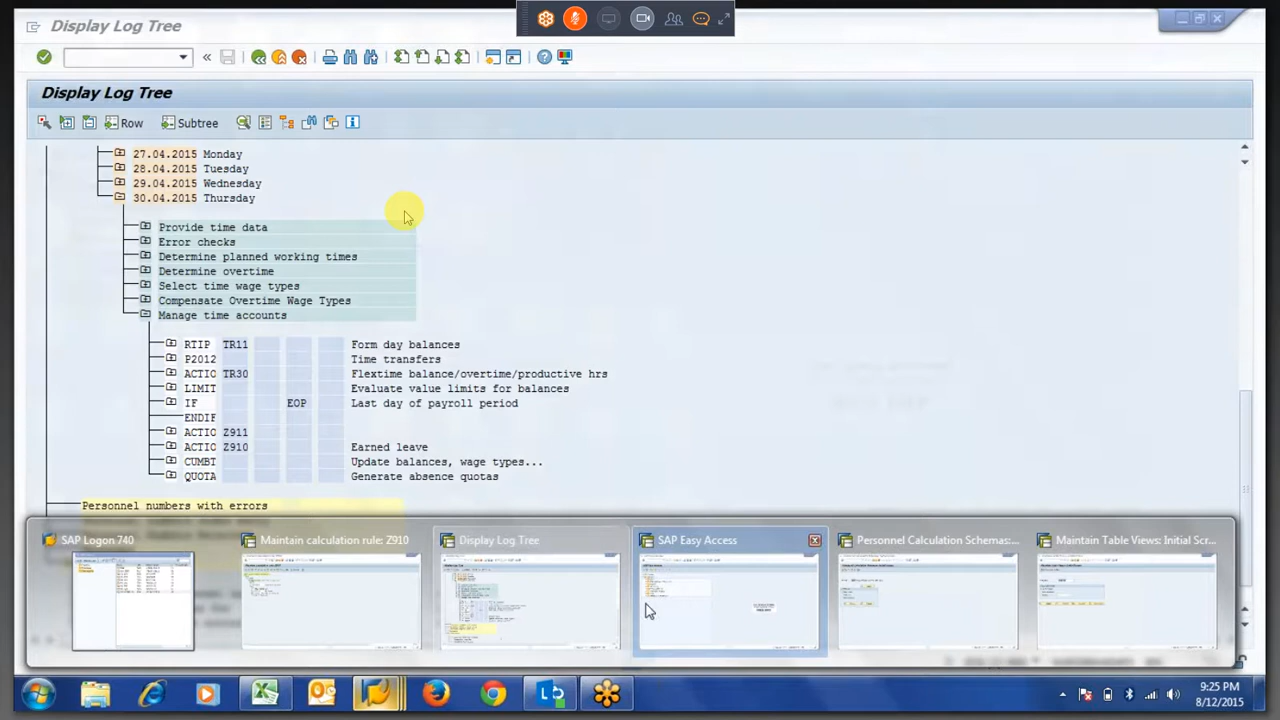 Display Log Tree
Display Log Tree
Row
Subtree
27.04.2015 Monday
28.04.2015 Tuesday
29.04.2015 Wednesday
30.04.2015 Thursday
Provide time data
Error checks
Determine planned working times
Determine overtime
Select time wage types
Compensate Overtime Wage Types
Manage time accounts
RTIP TR11 Form day balances
P2012 Time transfers
ACTIO TR30 Flextime balance/overtime/productive hrs
LIMIT Evaluate value limits for balances
IF EOP Last day of payroll period
ENDIF
ACTIO Z911
ACTIO Z910 Earned leave
CUMBT Update balances, wage types...
QUOTA Generate absence quotas
Personnel numbers with errors
SAP Logon 740
Maintain calculation rule: Z910
Display Log Tree
SAP Easy Access
Personnel Calculation Schemas:...
Maintain Table Views: Initial Scr...
9:25 PM
8/12/2015